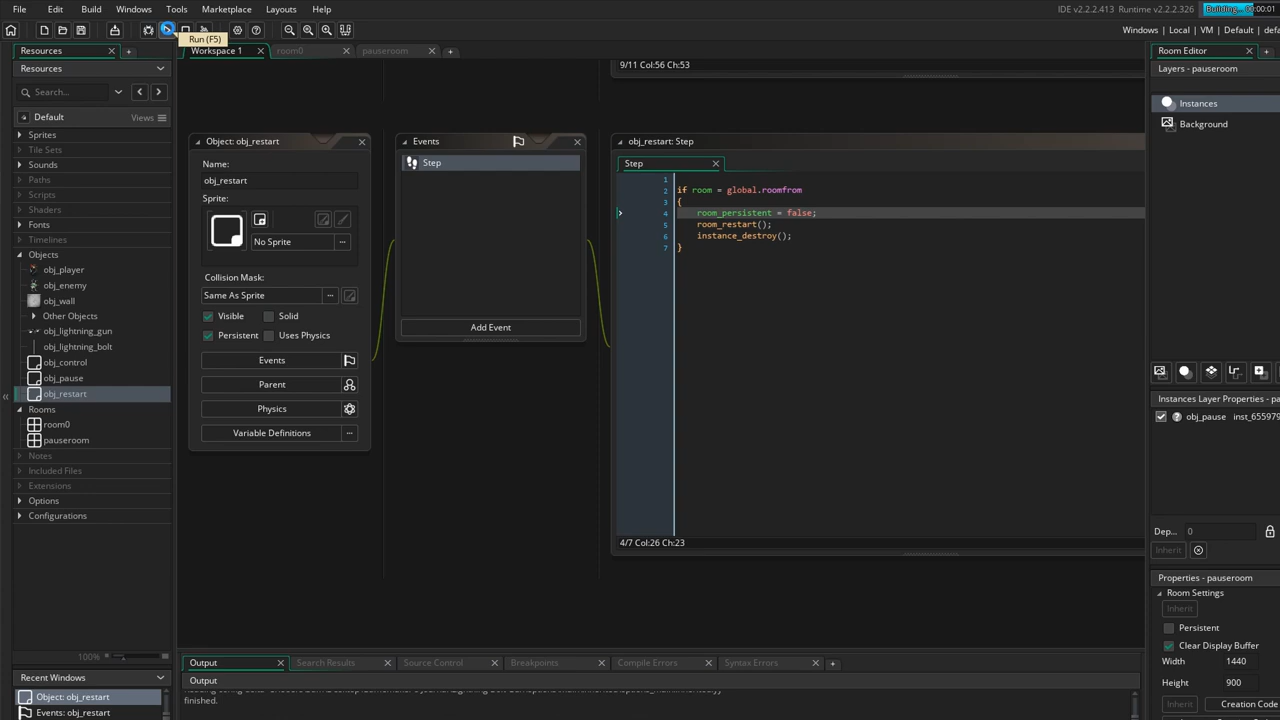 File Edit Build Windows Tools Marketplace Layouts Help
IDE v2.2.2.413 Runtime v2.2.2.326
Building... 0:00:01
Windows | Local | VM | Default |
Run (F5)
Resources
Workspace 1
room0
pauseroom
Room Editor
Resources
Search...
Default
Views
Sprites
Tile Sets
Sounds
Paths
Scripts
Shaders
Fonts
Timelines
Objects
obj_player
obj_enemy
obj_wall
Other Objects
obj_lightning_gun
obj_lightning_bolt
obj_control
obj_pause
obj_restart
Rooms
room0
pauseroom
Notes
Included Files
Extensions
Options
Configurations
100%
Recent Windows
Object: obj_restart
Events: obj_restart
Object: obj_restart
Name:
obj_restart
Sprite:
No Sprite
Collision Mask:
Same As Sprite
Visible Solid
Persistent Uses Physics
Events
Parent
Physics
Variable Definitions
Events
Step
Add Event
9/11 Col:56 Ch:53
obj_restart: Step
Step
1
2 if room = global.roomfrom
3 {
4 room_persistent = false;
5 room_restart();
6 instance_destroy();
7 }
4/7 Col:26 Ch:23
Output
Search Results
Source Control
Breakpoints
Compile Errors
Syntax Errors
Output
finished.
Layers - pauseroom
Instances
Background
Instances Layer Properties - pa
obj_pause inst_655979
Dep... 0
Inherit
Properties - pauseroom
Room Settings
Inherit
Persistent
Clear Display Buffer
Width 1440
Height 900
Creation Code